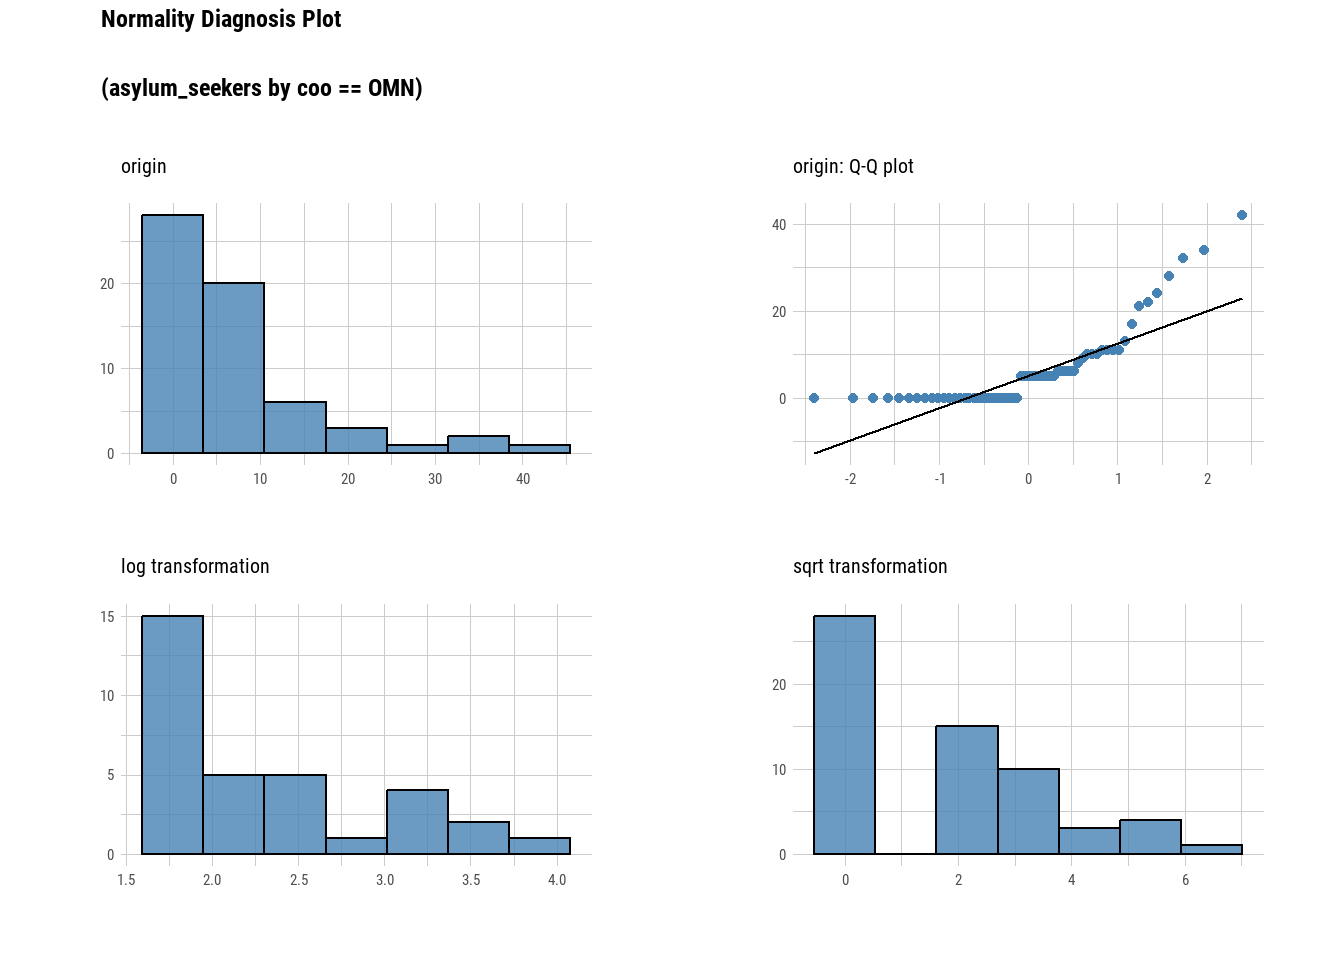 Normality Diagnosis Plot
(asylum_seekers by coo == OMN)
origin
20
10
0
0 10 20 30 40
origin: Q-Q plot
40
20
0
-2 -1 0 1 2
log transformation
15
10
5
0
1.5 2.0 2.5 3.0 3.5 4.0
sqrt transformation
20
10
0
0 2 4 6